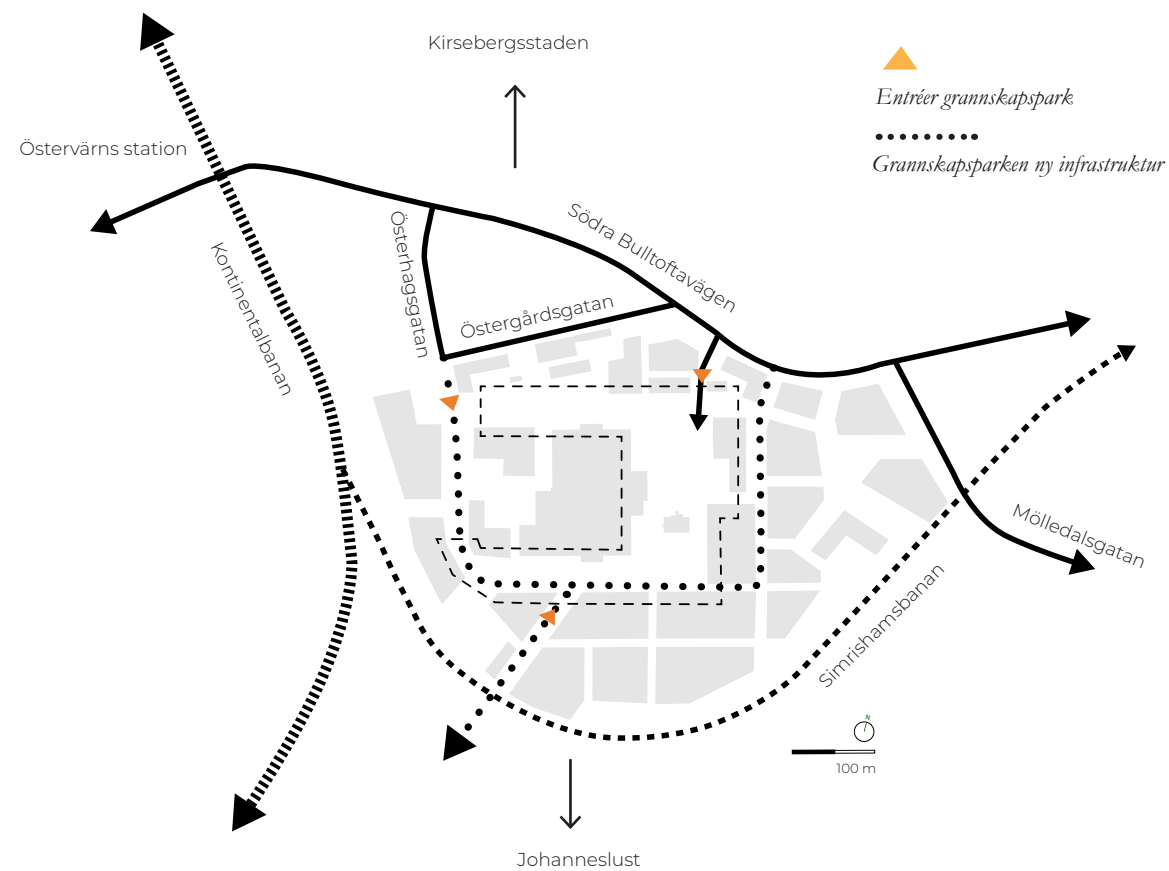 Kirsebergsstaden
Entréer grannskapspark
Östervärns station
Grannskapsparken ny infrastruktur
Södra Bulltoftavägen
Österhagsgatan
Kontinentalbanan
Östergårdsgatan
Mölledalsgatan
Simrishamsbanan
N
100 m
Johanneslust